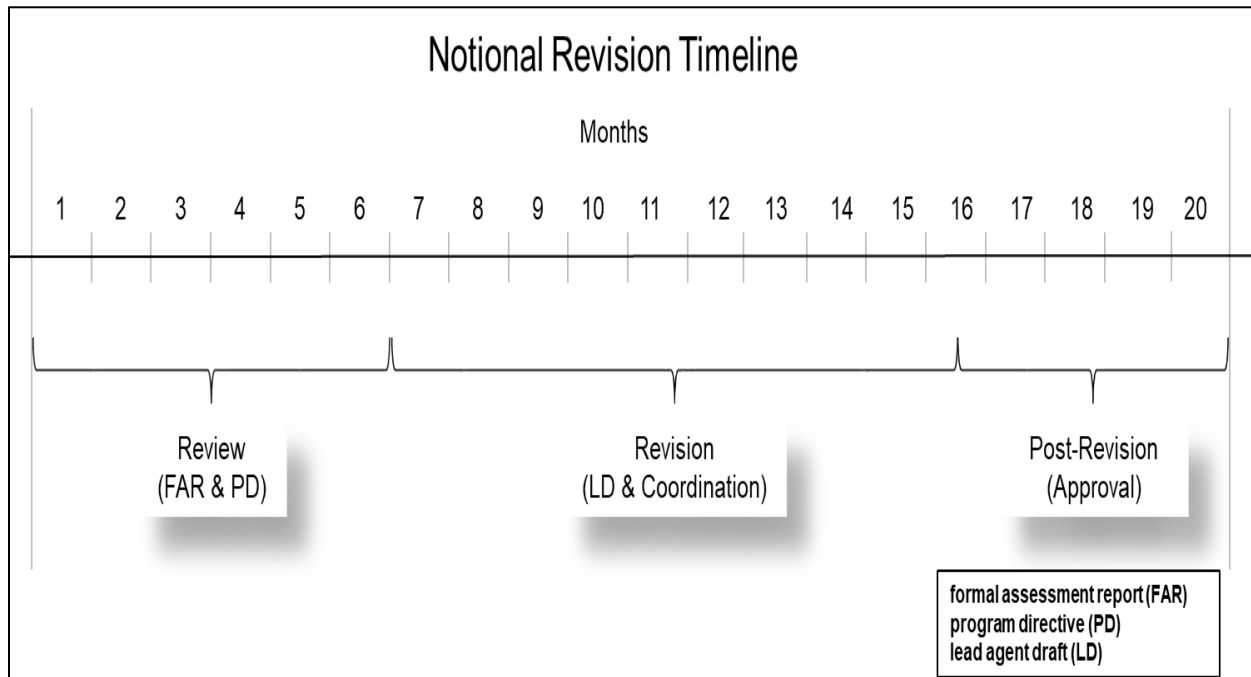 Notional Revision Timeline
Months
1 2 3 4 5 6 7 8 9 10 11 12 13 14 15 16 17 18 19 20
Review
(FAR & PD)
Revision
(LD & Coordination)
Post-Revision
(Approval)
formal assessment report (FAR)
program directive (PD)
lead agent draft (LD)